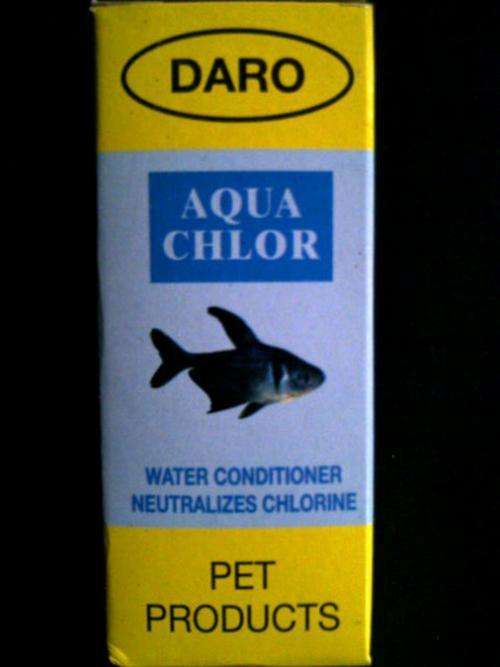 DARO
AQUA
CHLOR
WATER CONDITIONER
NEUTRALIZES CHLORINE
PET
PRODUCTS